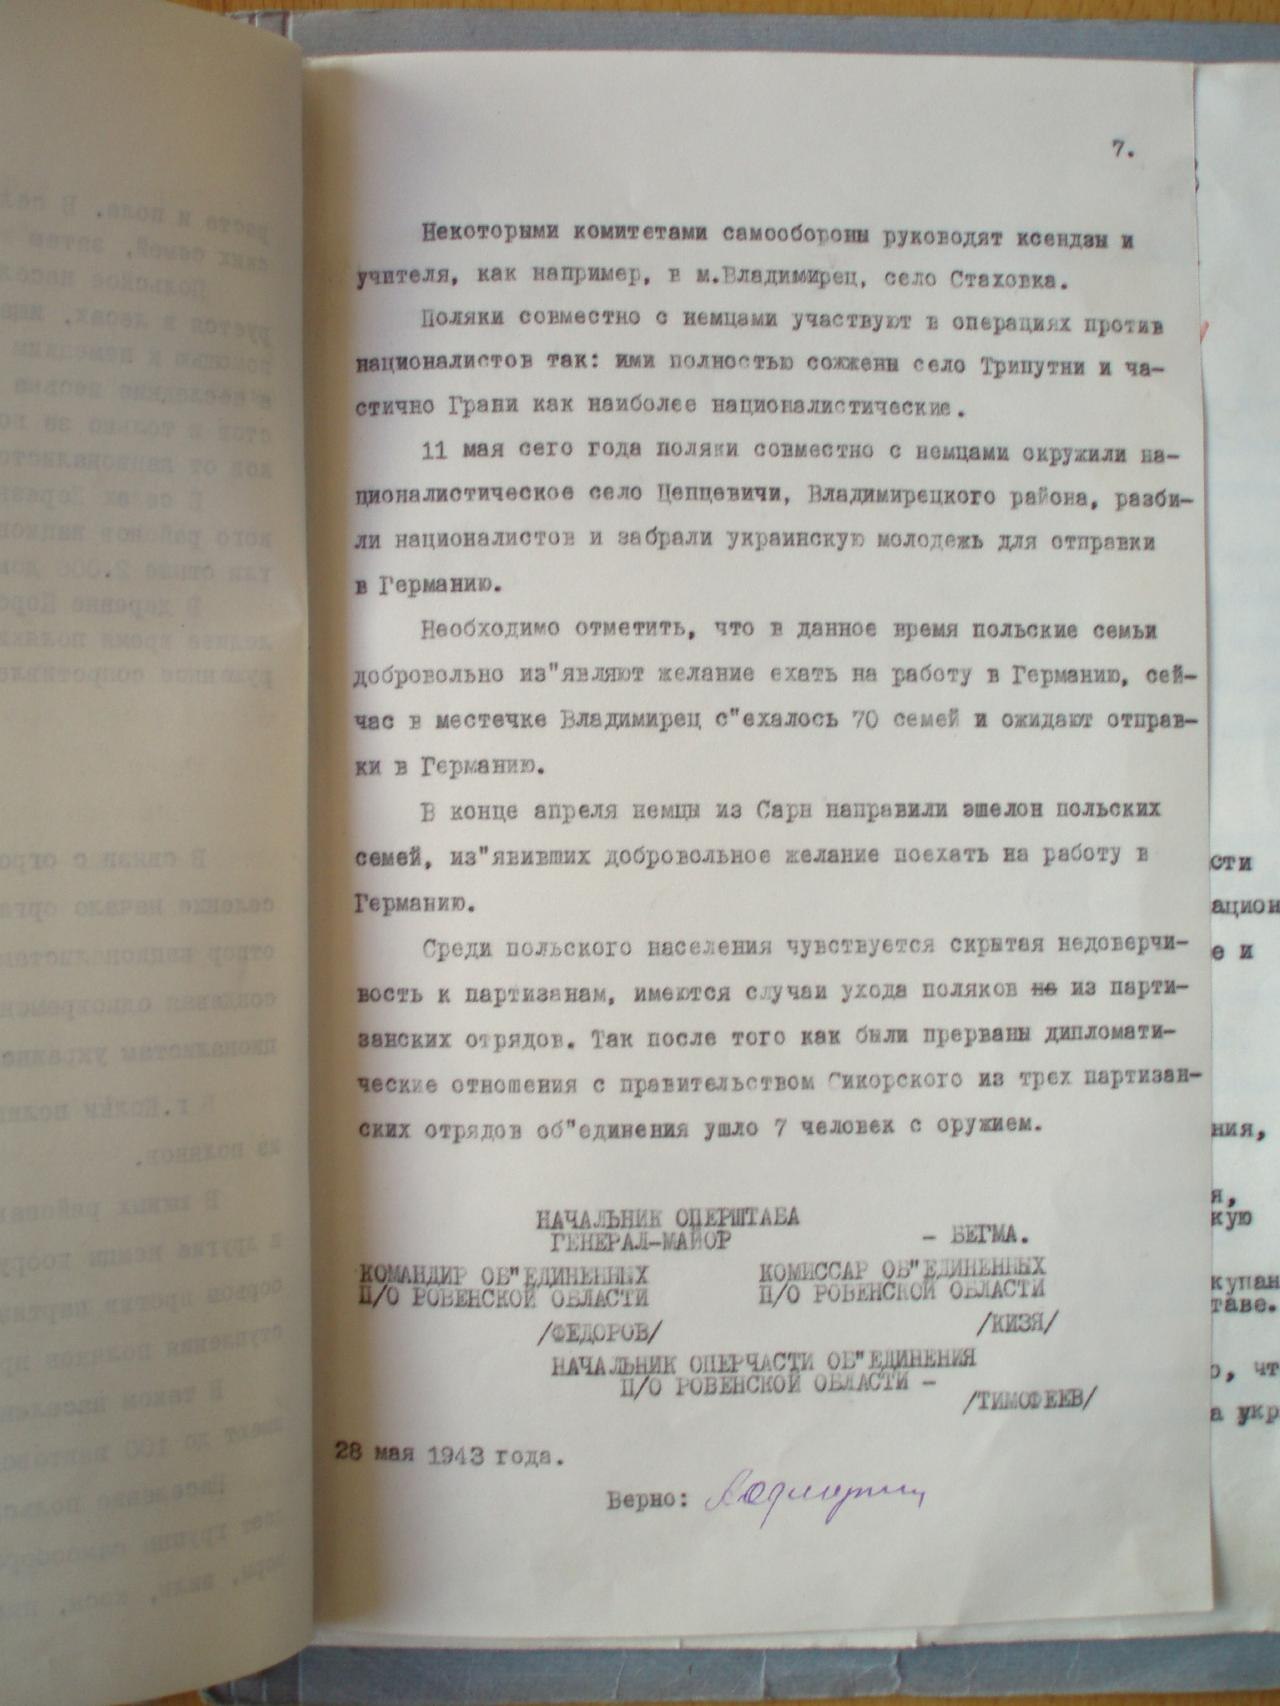 7.
Некоторыми комитетами самообороны руководят ксендзы и
учителя, как например, в м.Владимирец, село Стаховка.
Поляки совместно с немцами участвуют в операциях против
националистов так: ими полностью сожжены село Трипутни и ча-
стично Грани как наиболее националистические.
11 мая сего года поляки совместно с немцами окружили на-
ционалистическое село Цепцевичи, Владимирецкого района, разби-
ли националистов и забрали украинскую молодежь для отправки
в Германию.
Необходимо отметить, что в данное время польские семьи
добровольно из"являют желание ехать на работу в Германию, сей-
час в местечке Владимирец с"ехалось 70 семей и ожидают отправ-
ки в Германию.
В конце апреля немцы из Сарн направили эшелон польских
семей, из"явивших добровольное желание поехать на работу в
Германию.
Среди польского населения чувствуется скрытая недоверчи-
вость к партизанам, имеются случаи ухода поляков не из парти-
занских отрядов. Так после того как были прерваны дипломати-
ческие отношения с правительством Сикорского из трех партизан-
ских отрядов об"единения ушло 7 человек с оружием.
НАЧАЛЬНИК ОПЕРШТАБА
ГЕНЕРАЛ-МАЙОР - БЕГМА.
КОМАНДИР ОБ"ЕДИНЕННЫХ КОМИССАР ОБ"ЕДИНЕННЫХ
П/О РОВЕНСКОЙ ОБЛАСТИ П/О РОВЕНСКОЙ ОБЛАСТИ
/ФЕДОРОВ/ /КИЗЯ/
НАЧАЛЬНИК ОПЕРЧАСТИ ОБ"ЕДИНЕНИЯ
П/О РОВЕНСКОЙ ОБЛАСТИ -
/ТИМОФЕЕВ/
28 мая 1943 года.
Верно:
сти
ацион
е и
ния,
я,
кую
купан
таве.
о, чт
а укр